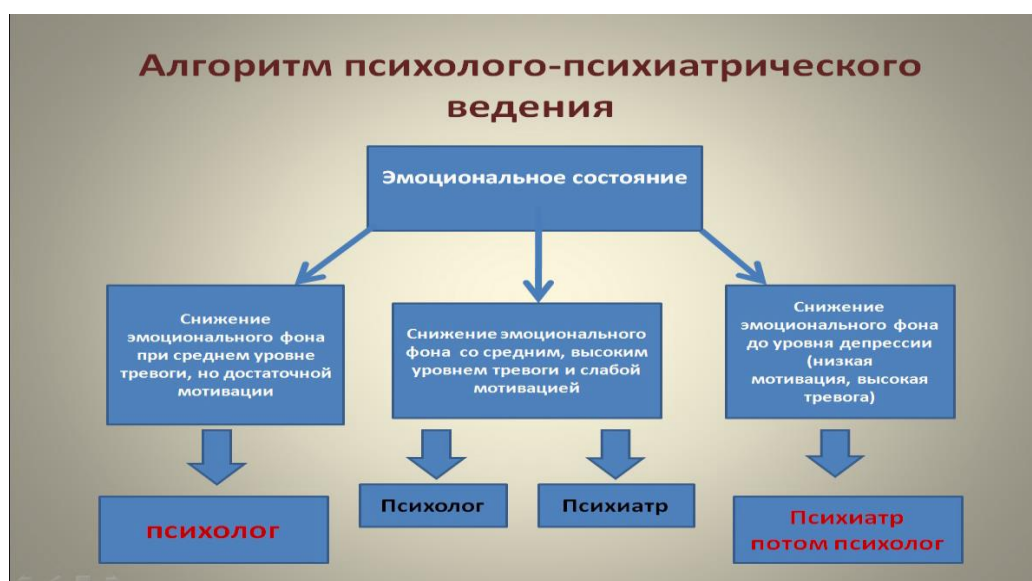 Алгоритм психолого-психиатрического
ведения
Эмоциональное состояние
Снижение
эмоционального фона
при среднем уровне
тревоги, но достаточной
мотивации
Снижение эмоционального
фона со средним, высоким
уровнем тревоги и слабой
мотивацией
Снижение
эмоционального фона
до уровня депрессии
(низкая
мотивация, высокая
тревога)
психолог
Психолог
Психиатр
Психиатр
потом психолог